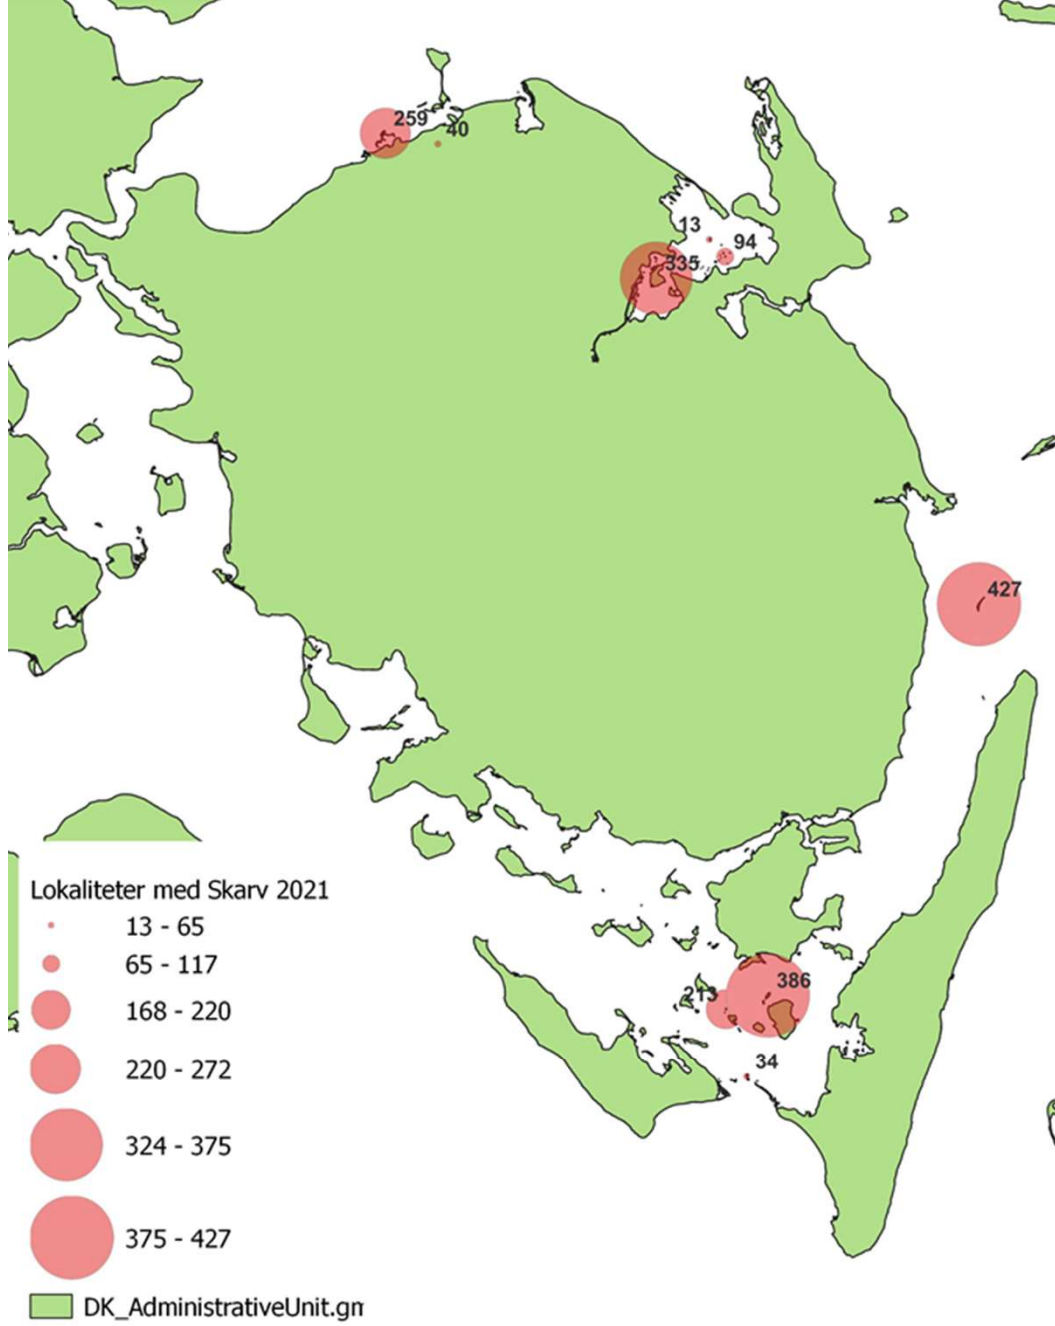 259
40
13
94
335
427
Lokaliteter med Skarv 2021
13 - 65
65 - 117
168 - 220
220 - 272
324 - 375
375 - 427
386
213
34
DK_AdministrativeUnit.gm